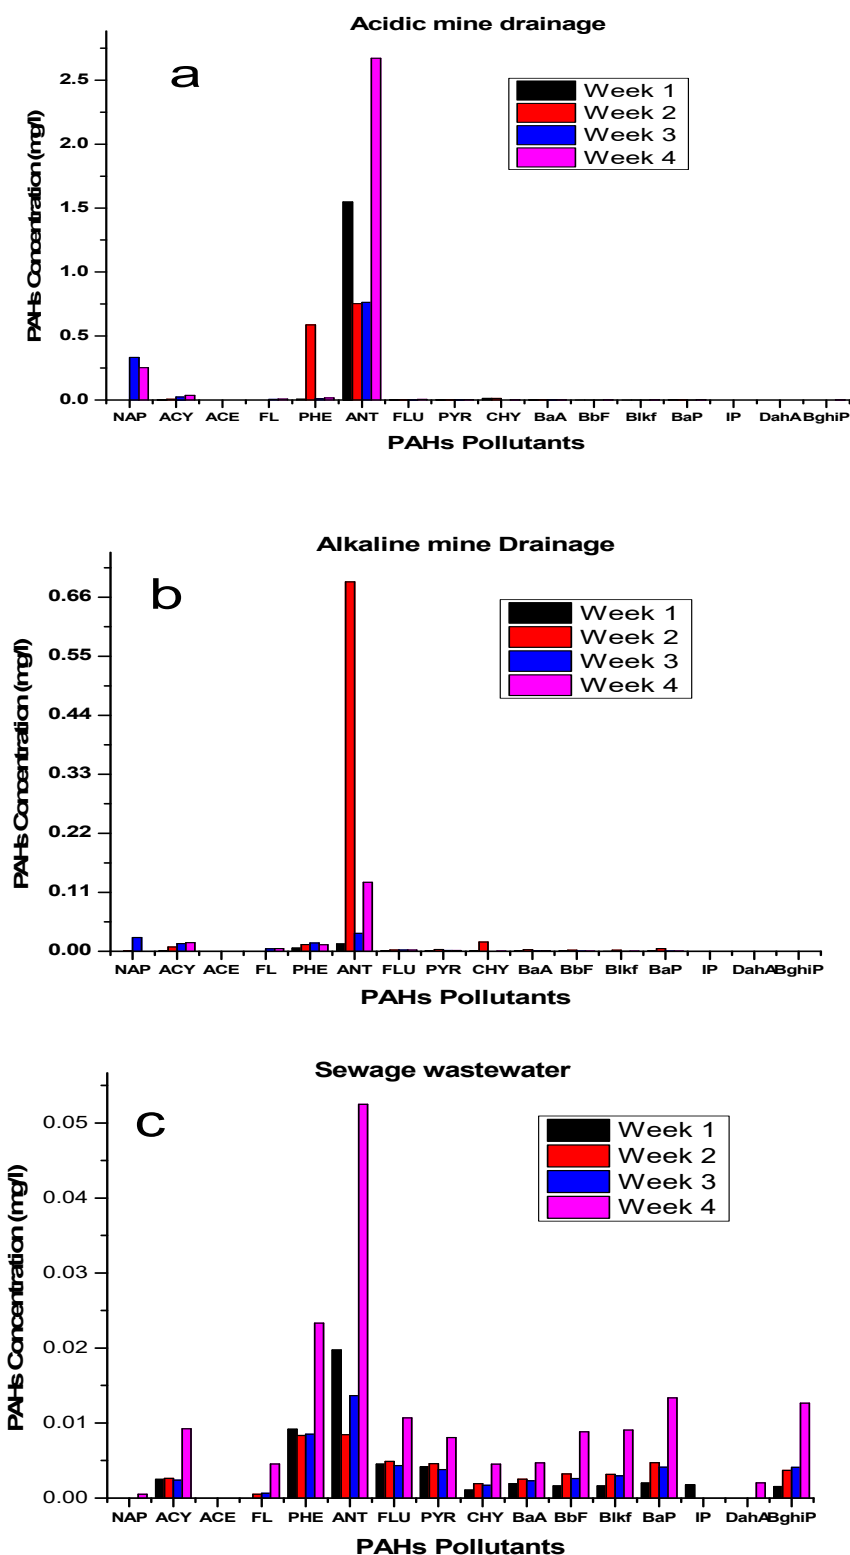 Acidic mine drainage
a
Week 1
Week 2
Week 3
Week 4
PAHs Concentration (mg/l)
2.5
2.0
1.5
1.0
0.5
0.0
NAP ACY ACE FL PHE ANT FLU PYR CHY BaA BbF Blkf BaP IP DahA BghiP
PAHs Pollutants
Alkaline mine Drainage
b
Week 1
Week 2
Week 3
Week 4
PAHs Concentration (mg/l)
0.66
0.55
0.44
0.33
0.22
0.11
0.00
NAP ACY ACE FL PHE ANT FLU PYR CHY BaA BbF Blkf BaP IP DahA BghiP
PAHs Pollutants
Sewage wastewater
c
Week 1
Week 2
Week 3
Week 4
PAHs Concentration (mg/l)
0.05
0.04
0.03
0.02
0.01
0.00
NAP ACY ACE FL PHE ANT FLU PYR CHY BaA BbF Blkf BaP IP DahA BghiP
PAHs Pollutants